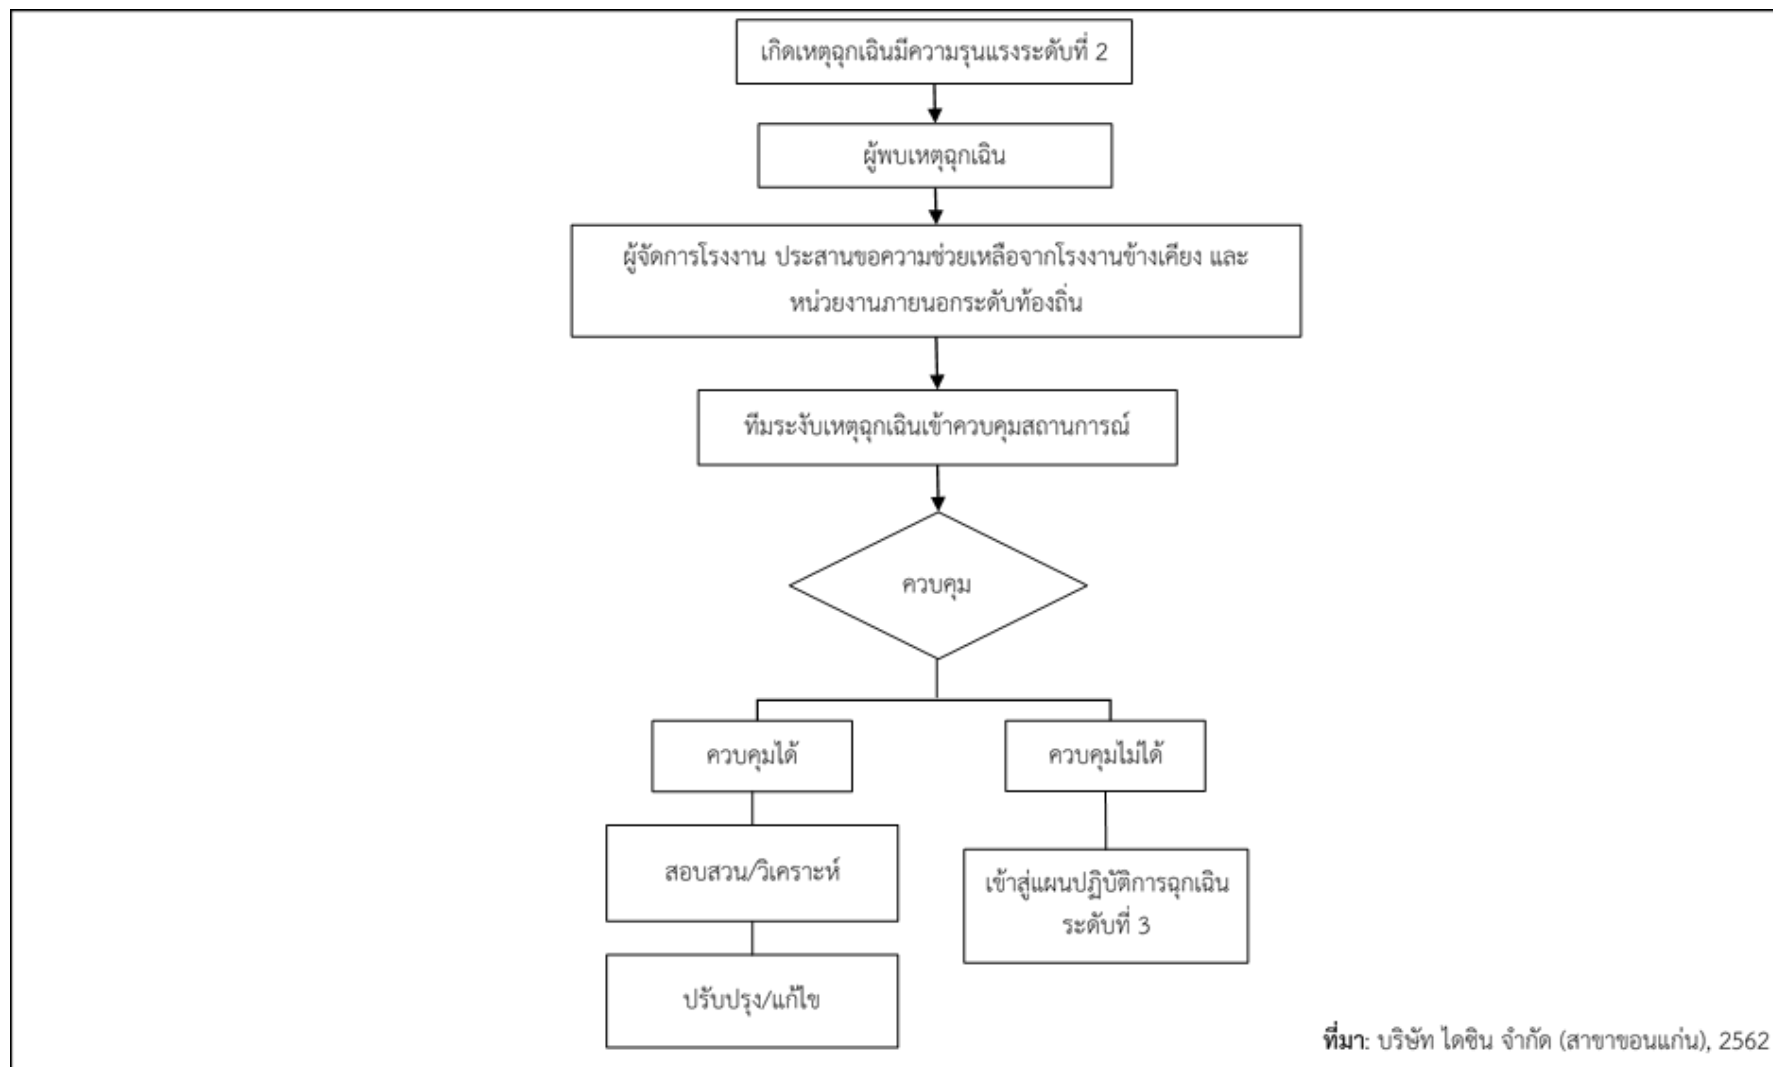 เกิดเหตุฉุกเฉินมีความรุนแรงระดับที่ 2
ผู้พบเหตุฉุกเฉิน
ผู้จัดการโรงงาน ประสานขอความช่วยเหลือจากโรงงานข้างเคียง และ
หน่วยงานภายนอกระดับท้องถิ่น
ทีมระงับเหตุฉุกเฉินเข้าควบคุมสถานการณ์
ควบคุม
ควบคุมได้
ควบคุมไม่ได้
สอบสวน/วิเคราะห์
เข้าสู่แผนปฏิบัติการฉุกเฉิน
ระดับที่ 3
ปรับปรุง/แก้ไข
ที่มา: บริษัท ไดซิน จำกัด (สาขาขอนแก่น), 2562